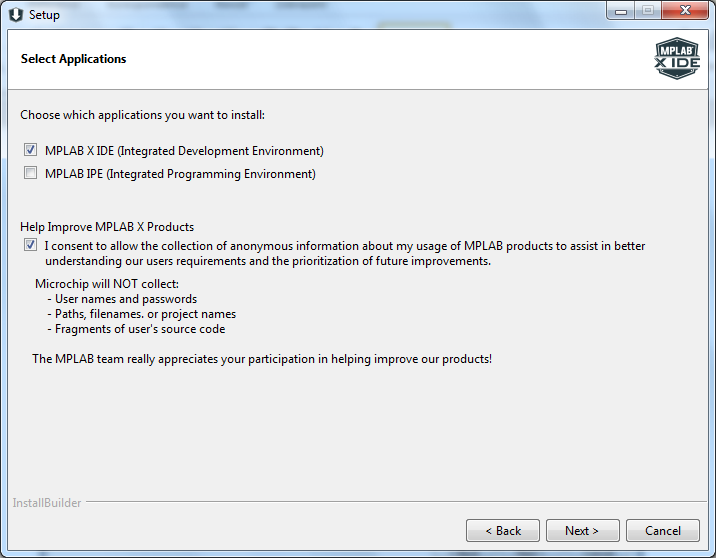 Setup
Select Applications
MPLAB
X IDE
Choose which applications you want to install:
MPLAB X IDE (Integrated Development Environment)
MPLAB IPE (Integrated Programming Environment)
Help Improve MPLAB X Products
I consent to allow the collection of anonymous information about my usage of MPLAB products to assist in better
understanding our users requirements and the prioritization of future improvements.
Microchip will NOT collect:
- User names and passwords
- Paths, filenames. or project names
- Fragments of user's source code
The MPLAB team really appreciates your participation in helping improve our products!
InstallBuilder
< Back
Next >
Cancel